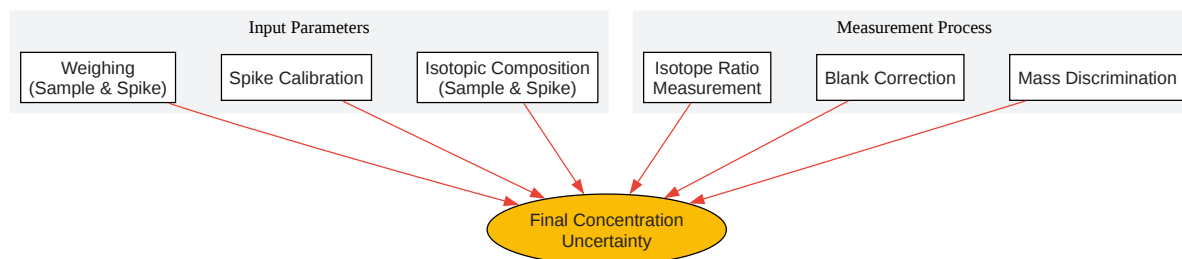 Input Parameters
Measurement Process
Weighing
(Sample & Spike)
Spike Calibration
Isotopic Composition
(Sample & Spike)
Isotope Ratio
Measurement
Blank Correction
Mass Discrimination
Final Concentration
Uncertainty